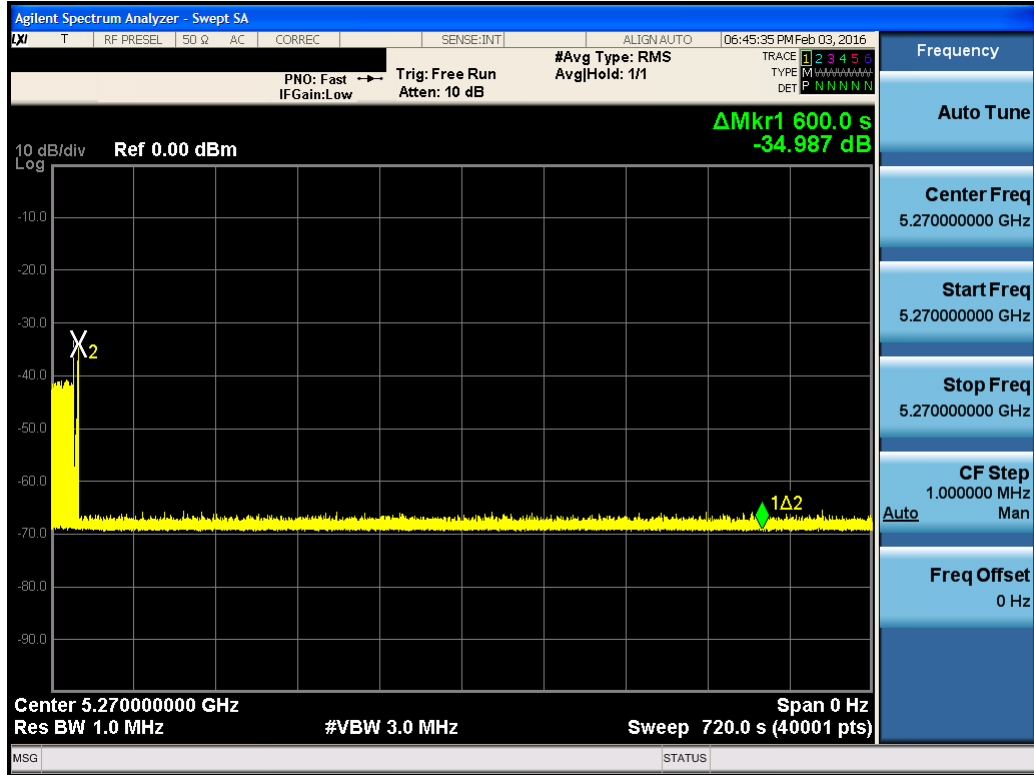 Agilent Spectrum Analyzer - Swept SA
LXI T RF PRESEL 50 Ω AC CORREC SENSE:INT ALIGN AUTO 06:45:35 PM Feb 03, 2016
PNO: Fast
IFGain:Low
Trig: Free Run
Atten: 10 dB
#Avg Type: RMS
Avg|Hold: 1/1
TRACE 1 2 3 4 5 6
TYPE M WWWWW
DET P N N N N N
ΔMkr1 600.0 s
-34.987 dB
10 dB/div Ref 0.00 dBm
Log
-10.0
-20.0
-30.0
-40.0
-50.0
-60.0
-70.0
-80.0
-90.0
2
1Δ2
Center 5.270000000 GHz Span 0 Hz
Res BW 1.0 MHz #VBW 3.0 MHz Sweep 720.0 s (40001 pts)
MSG STATUS
Frequency
Auto Tune
Center Freq
5.270000000 GHz
Start Freq
5.270000000 GHz
Stop Freq
5.270000000 GHz
CF Step
1.000000 MHz
Auto Man
Freq Offset
0 Hz